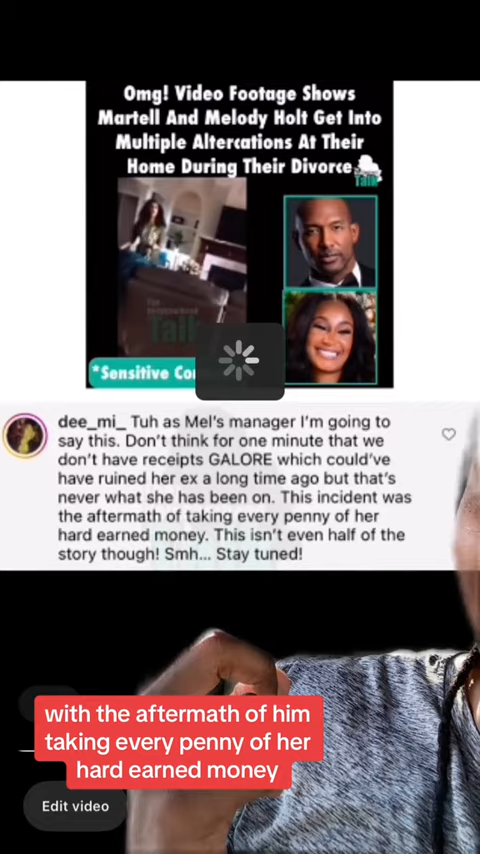 Omg! Video Footage Shows
Martell And Melody Holt Get Into
Multiple Altercations At Their
Home During Their Divorce
Talk
Talk
*Sensitive
dee_mi_ Tuh as Mel's manager I'm going to
say this. Don't think for one minute that we
don't have receipts GALORE which could've
have ruined her ex a long time ago but that's
never what she has been on. This incident was
the aftermath of taking every penny of her
hard earned money. This isn't even half of the
story though! Smh... Stay tuned!
with the aftermath of him
taking every penny of her
hard earned money
Edit video